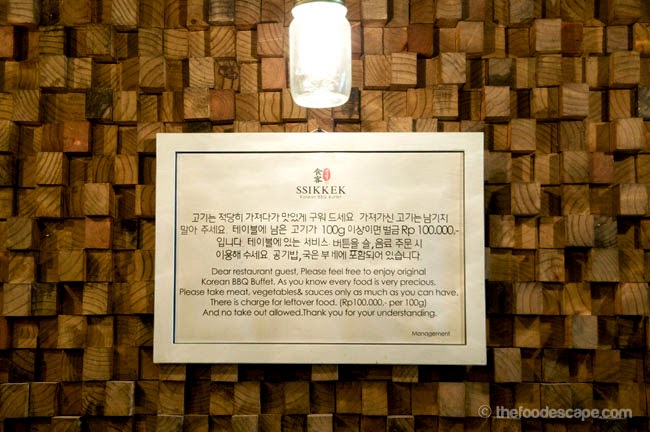 食客
SSIKKEK
Korean BBQ Buffet
고기는 적당히 가져다가 맛있게 구워 드세요. 가져가신 고기는 남기지
말아 주세요. 테이블에 남은 고기가 100g 이상이면 벌금 Rp 100.000,-
입니다. 테이블에 있는 서비스 버튼을 술,음료 주문 시
이용해 수세요. 공기밥, 국은 부페에 포함되어 있습니다.
Dear restaurant guest, Please feel free to enjoy original
Korean BBQ Buffet. As you know every food is very precious.
Please take meat, vegetables& sauces only as much as you can have.
There is charge for leftover food. (Rp100.000,- per 100g)
And no take out allowed.Thank you for your understanding.
Management
© thefoodescape.com